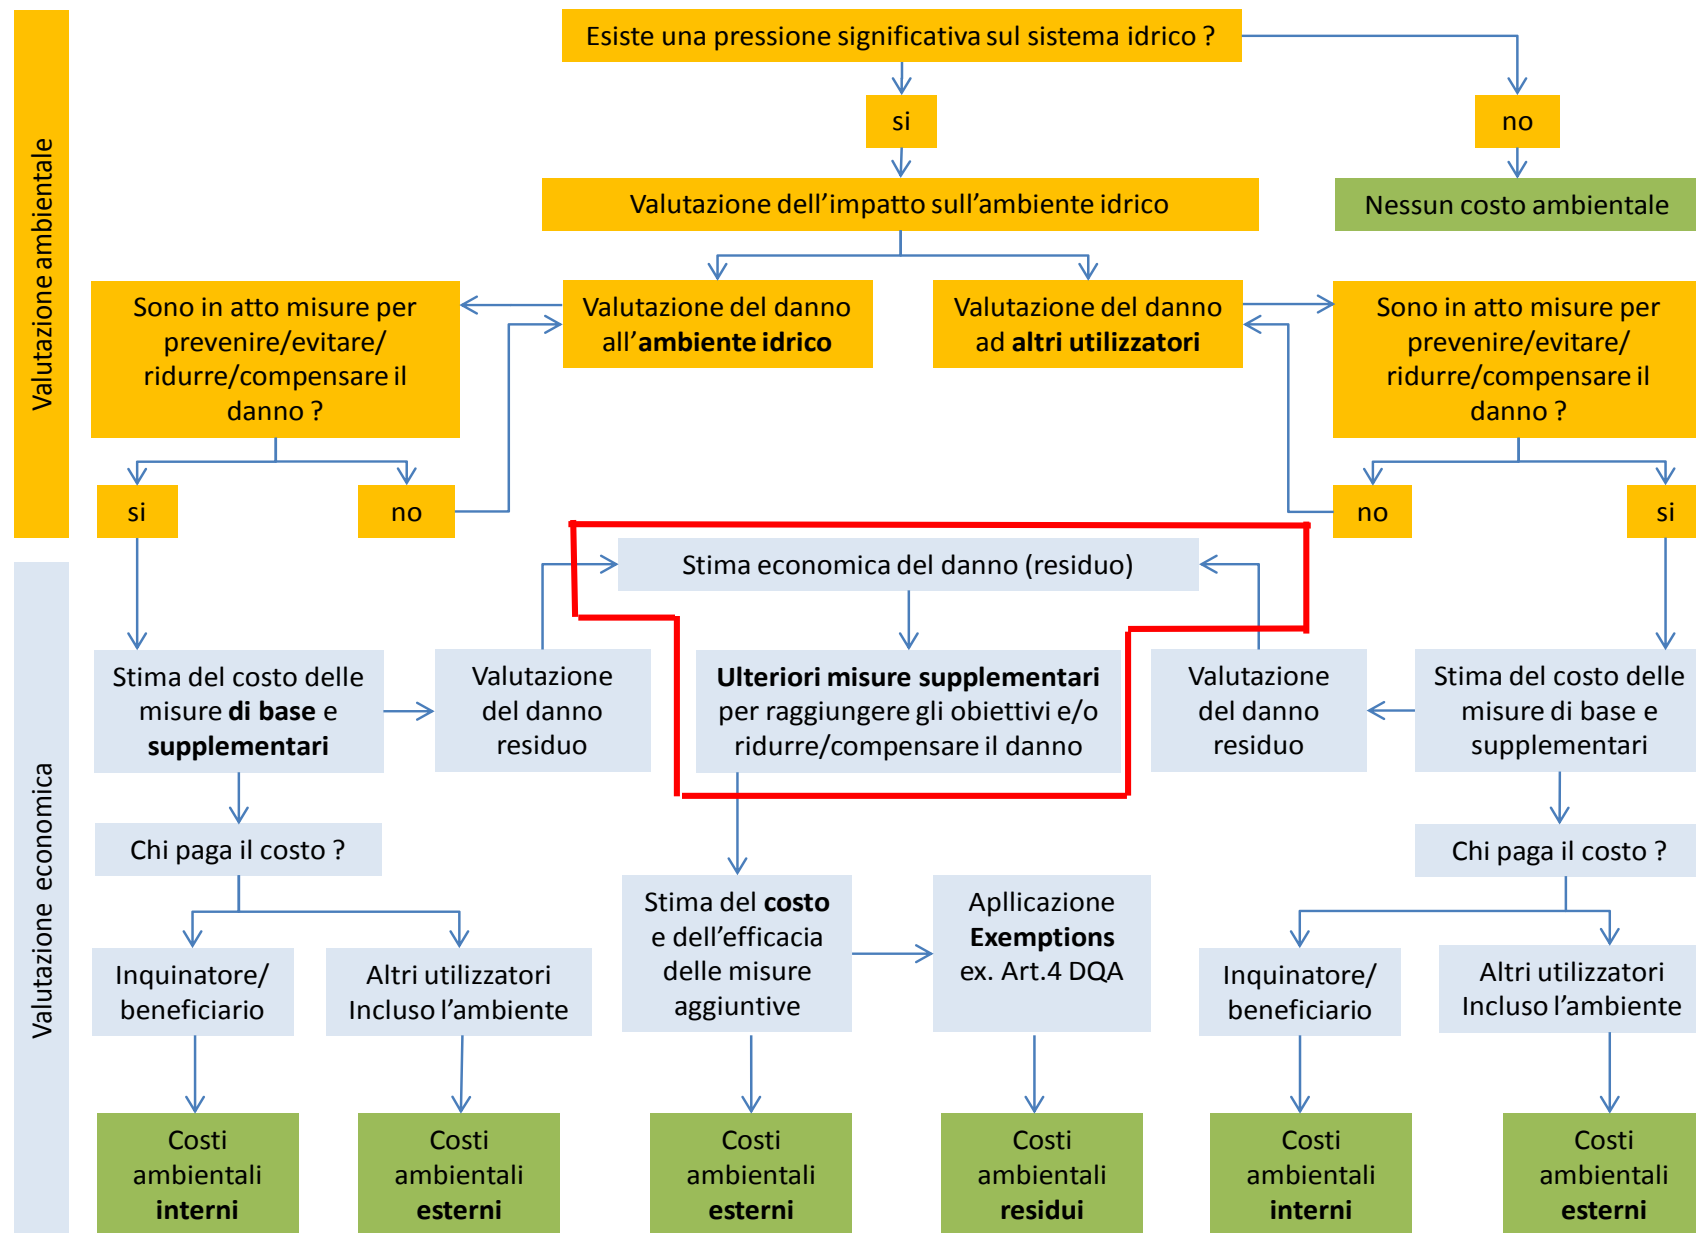 Esiste una pressione significativa sul sistema idrico ?
si
no
Valutazione ambientale
Valutazione dell'impatto sull'ambiente idrico
Nessun costo ambientale
Sono in atto misure per
prevenire/evitare/
ridurre/compensare il
danno ?
Valutazione del danno
all'ambiente idrico
Valutazione del danno
ad altri utilizzatori
Sono in atto misure per
prevenire/evitare/
ridurre/compensare il
danno ?
si
no
no
si
Valutazione economica
Stima economica del danno (residuo)
Stima del costo delle
misure di base e
supplementari
Valutazione
del danno
residuo
Ulteriori misure supplementari
per raggiungere gli obiettivi e/o
ridurre/compensare il danno
Valutazione
del danno
residuo
Stima del costo delle
misure di base e
supplementari
Chi paga il costo ?
Chi paga il costo ?
Inquinatore/
beneficiario
Altri utilizzatori
Incluso l'ambiente
Stima del costo
e dell'efficacia
delle misure
aggiuntive
Apllicazione
Exemptions
ex. Art.4 DQA
Inquinatore/
beneficiario
Altri utilizzatori
Incluso l'ambiente
Costi
ambientali
interni
Costi
ambientali
esterni
Costi
ambientali
esterni
Costi
ambientali
residui
Costi
ambientali
interni
Costi
ambientali
esterni